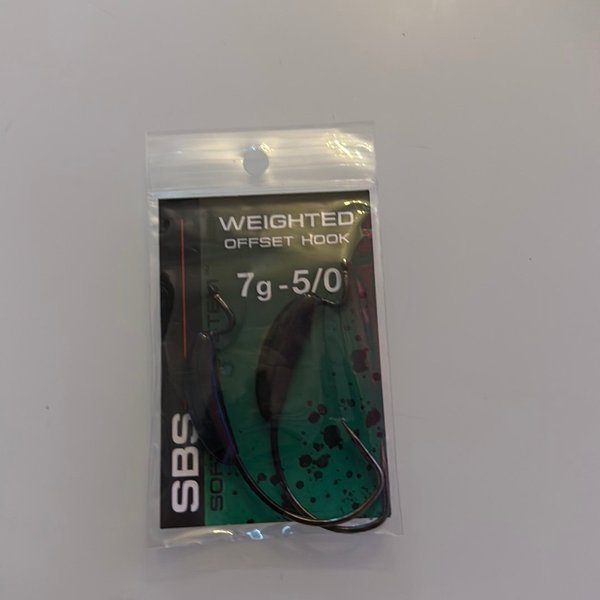 WEIGHTED
OFFSET HOOK
7g - 5/0
SBS